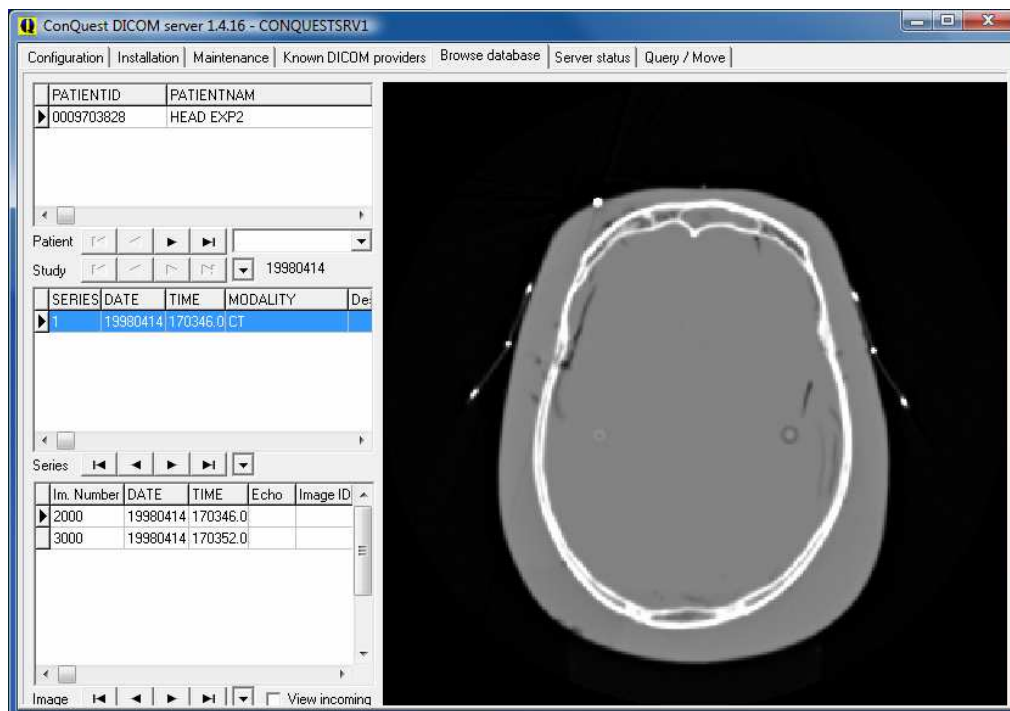 ConQuest DICOM server 1.4.16 - CONQUESTSRV1
Configuration Installation Maintenance Known DICOM providers Browse database Server status Query / Move
PATIENTID PATIENTNAM
0009703828 HEAD EXP2
Patient
Study 19980414
SERIES DATE TIME MODALITY De
1 19980414 170346.0 CT
Series
Im. Number DATE TIME Echo Image ID
2000 19980414 170346.0
3000 19980414 170352.0
Image View incoming